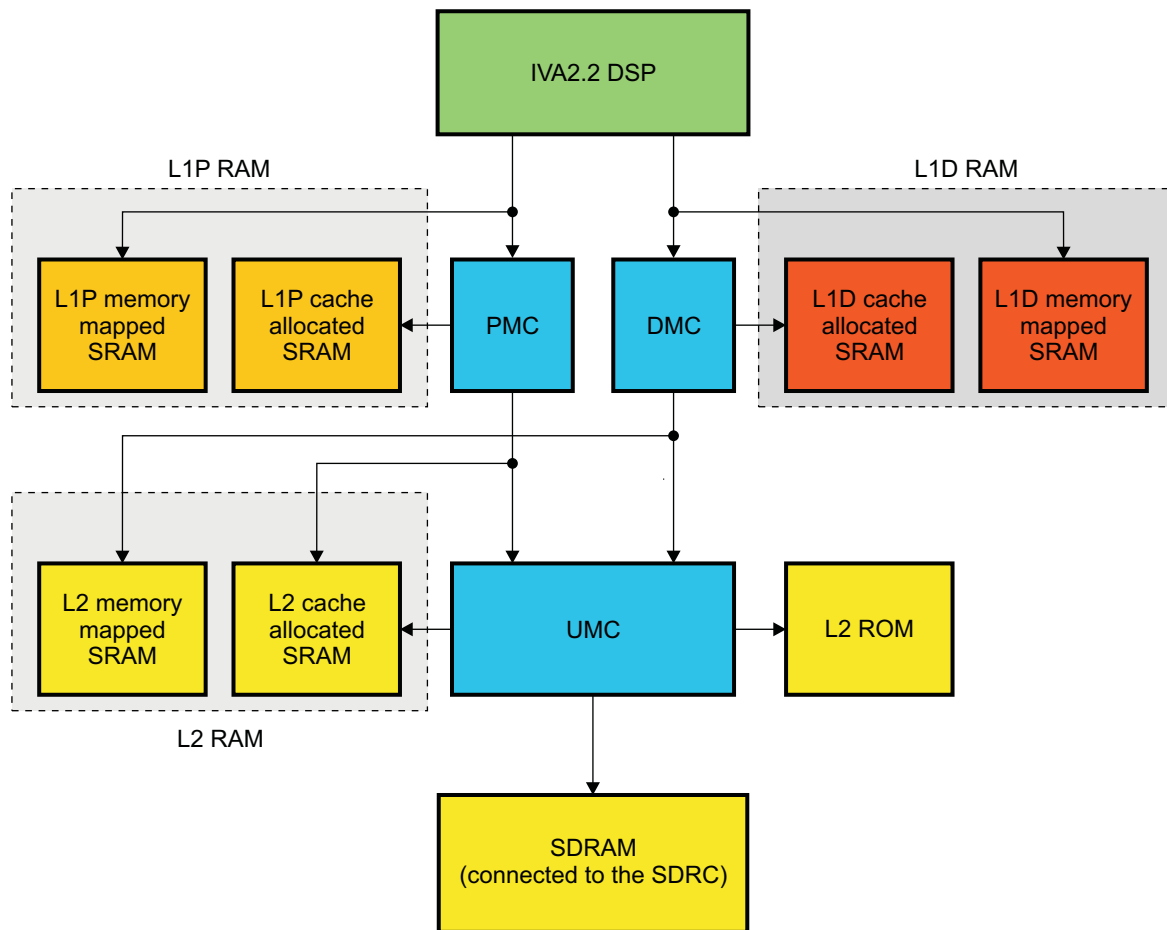 IVA2.2 DSP
L1P RAM
L1D RAM
L1P memory
mapped
SRAM
L1P cache
allocated
SRAM
PMC
DMC
L1D cache
allocated
SRAM
L1D memory
mapped
SRAM
L2 memory
mapped
SRAM
L2 cache
allocated
SRAM
UMC
L2 ROM
L2 RAM
SDRAM
(connected to the SDRC)